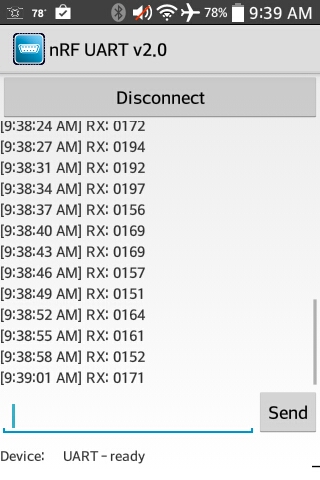 78° 78% 9:39 AM
nRF UART v2.0
Disconnect
[9:38:24 AM] RX: 0172
[9:38:27 AM] RX: 0194
[9:38:31 AM] RX: 0192
[9:38:34 AM] RX: 0197
[9:38:37 AM] RX: 0156
[9:38:40 AM] RX: 0169
[9:38:43 AM] RX: 0169
[9:38:46 AM] RX: 0157
[9:38:49 AM] RX: 0151
[9:38:52 AM] RX: 0164
[9:38:55 AM] RX: 0161
[9:38:58 AM] RX: 0152
[9:39:01 AM] RX: 0171
Send
Device: UART - ready